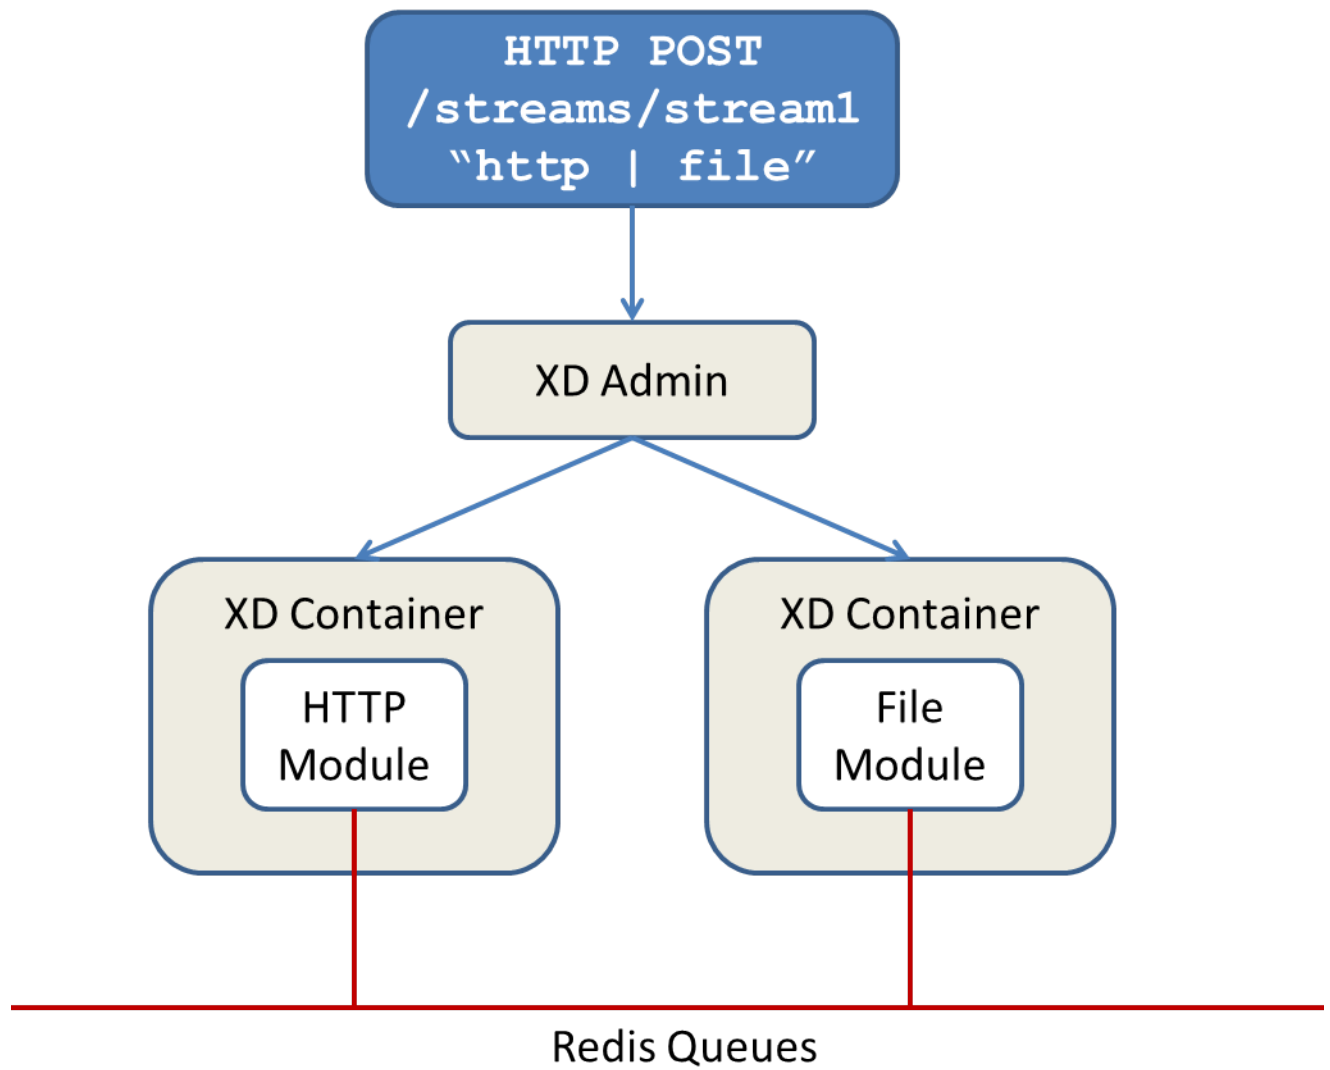 HTTP POST
/streams/stream1
“http | file”
XD Admin
XD Container
HTTP
Module
XD Container
File
Module
Redis Queues